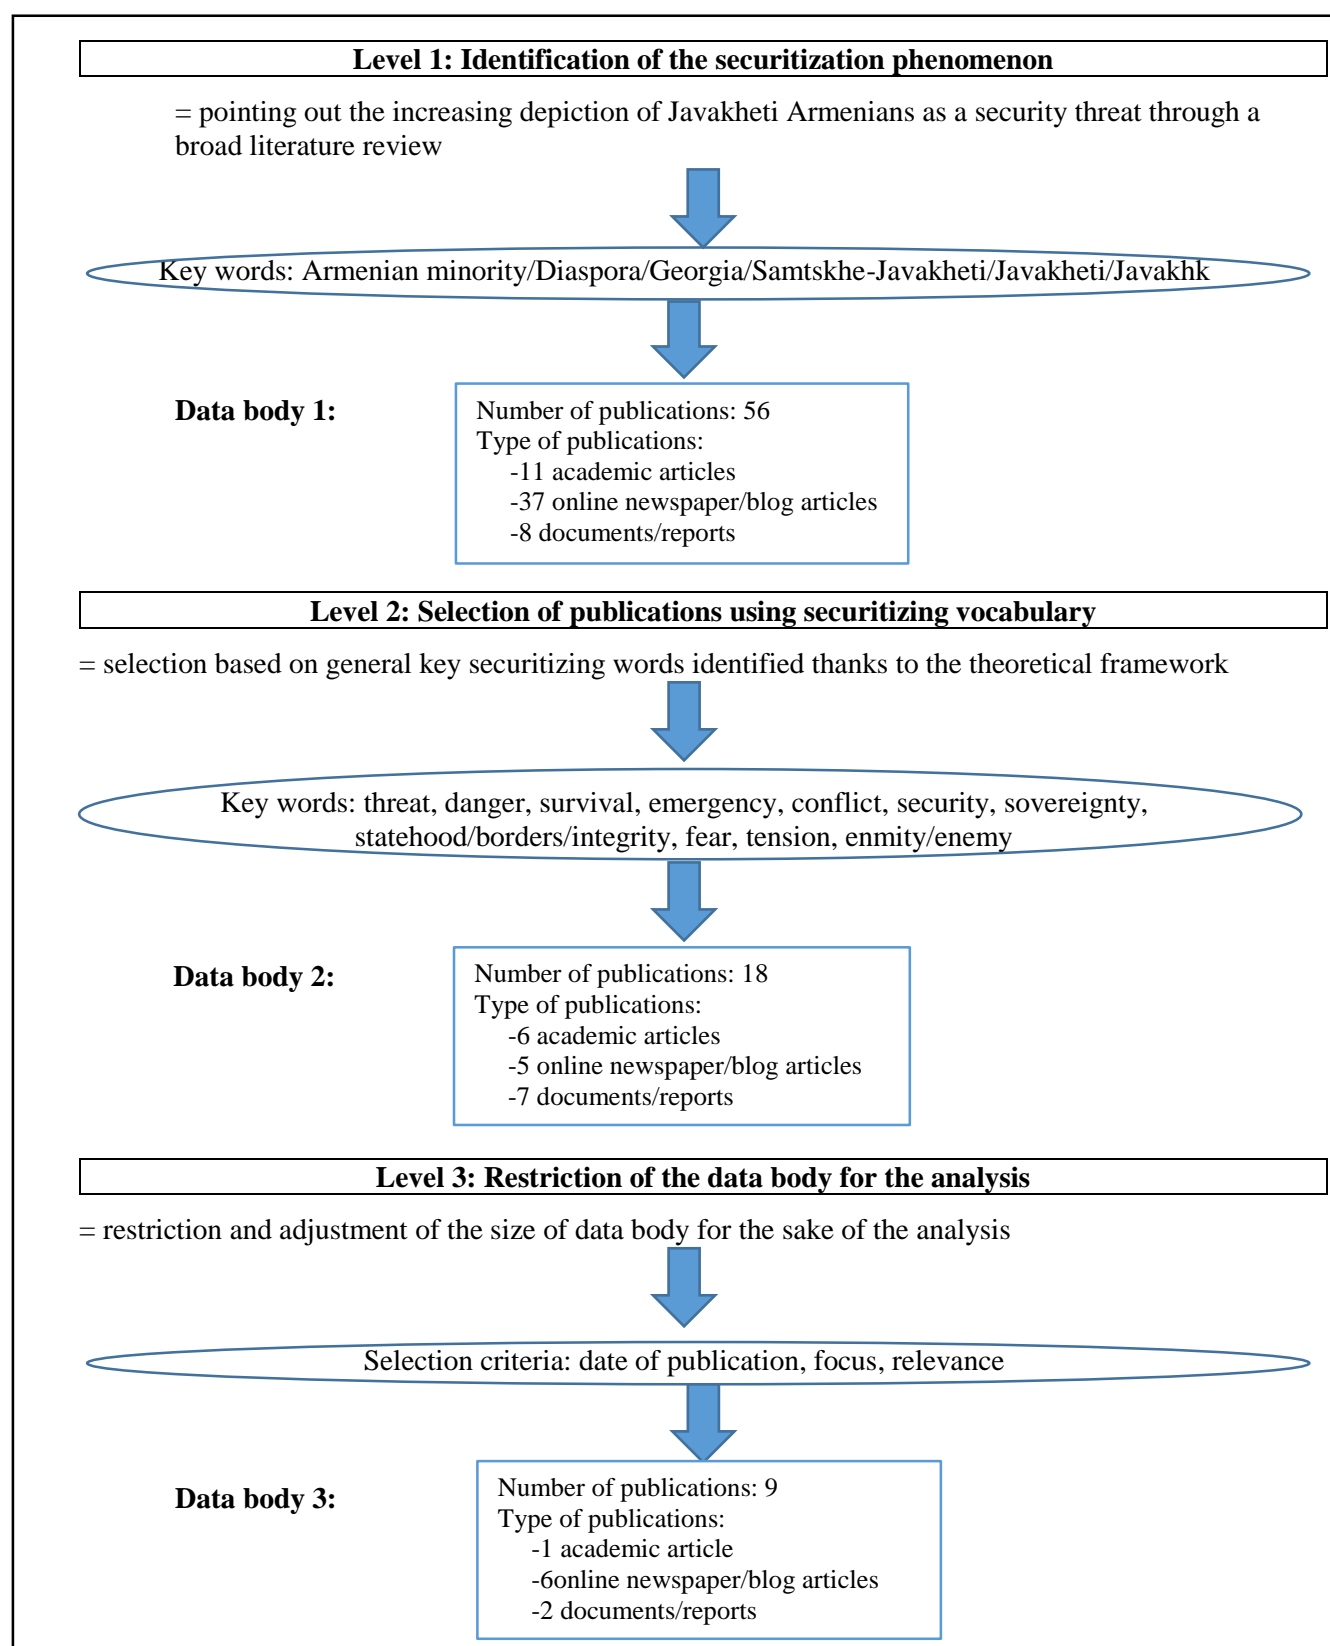 Level 1: Identification of the securitization phenomenon
= pointing out the increasing depiction of Javakheti Armenians as a security threat through a
broad literature review
Key words: Armenian minority/Diaspora/Georgia/Samtskhe-Javakheti/Javakheti/Javakhk
Data body 1:
Number of publications: 56
Type of publications:
-11 academic articles
-37 online newspaper/blog articles
-8 documents/reports
Level 2: Selection of publications using securitizing vocabulary
= selection based on general key securitizing words identified thanks to the theoretical framework
Key words: threat, danger, survival, emergency, conflict, security, sovereignty,
statehood/borders/integrity, fear, tension, enmity/enemy
Data body 2:
Number of publications: 18
Type of publications:
-6 academic articles
-5 online newspaper/blog articles
-7 documents/reports
Level 3: Restriction of the data body for the analysis
= restriction and adjustment of the size of data body for the sake of the analysis
Selection criteria: date of publication, focus, relevance
Data body 3:
Number of publications: 9
Type of publications:
-1 academic article
-6online newspaper/blog articles
-2 documents/reports